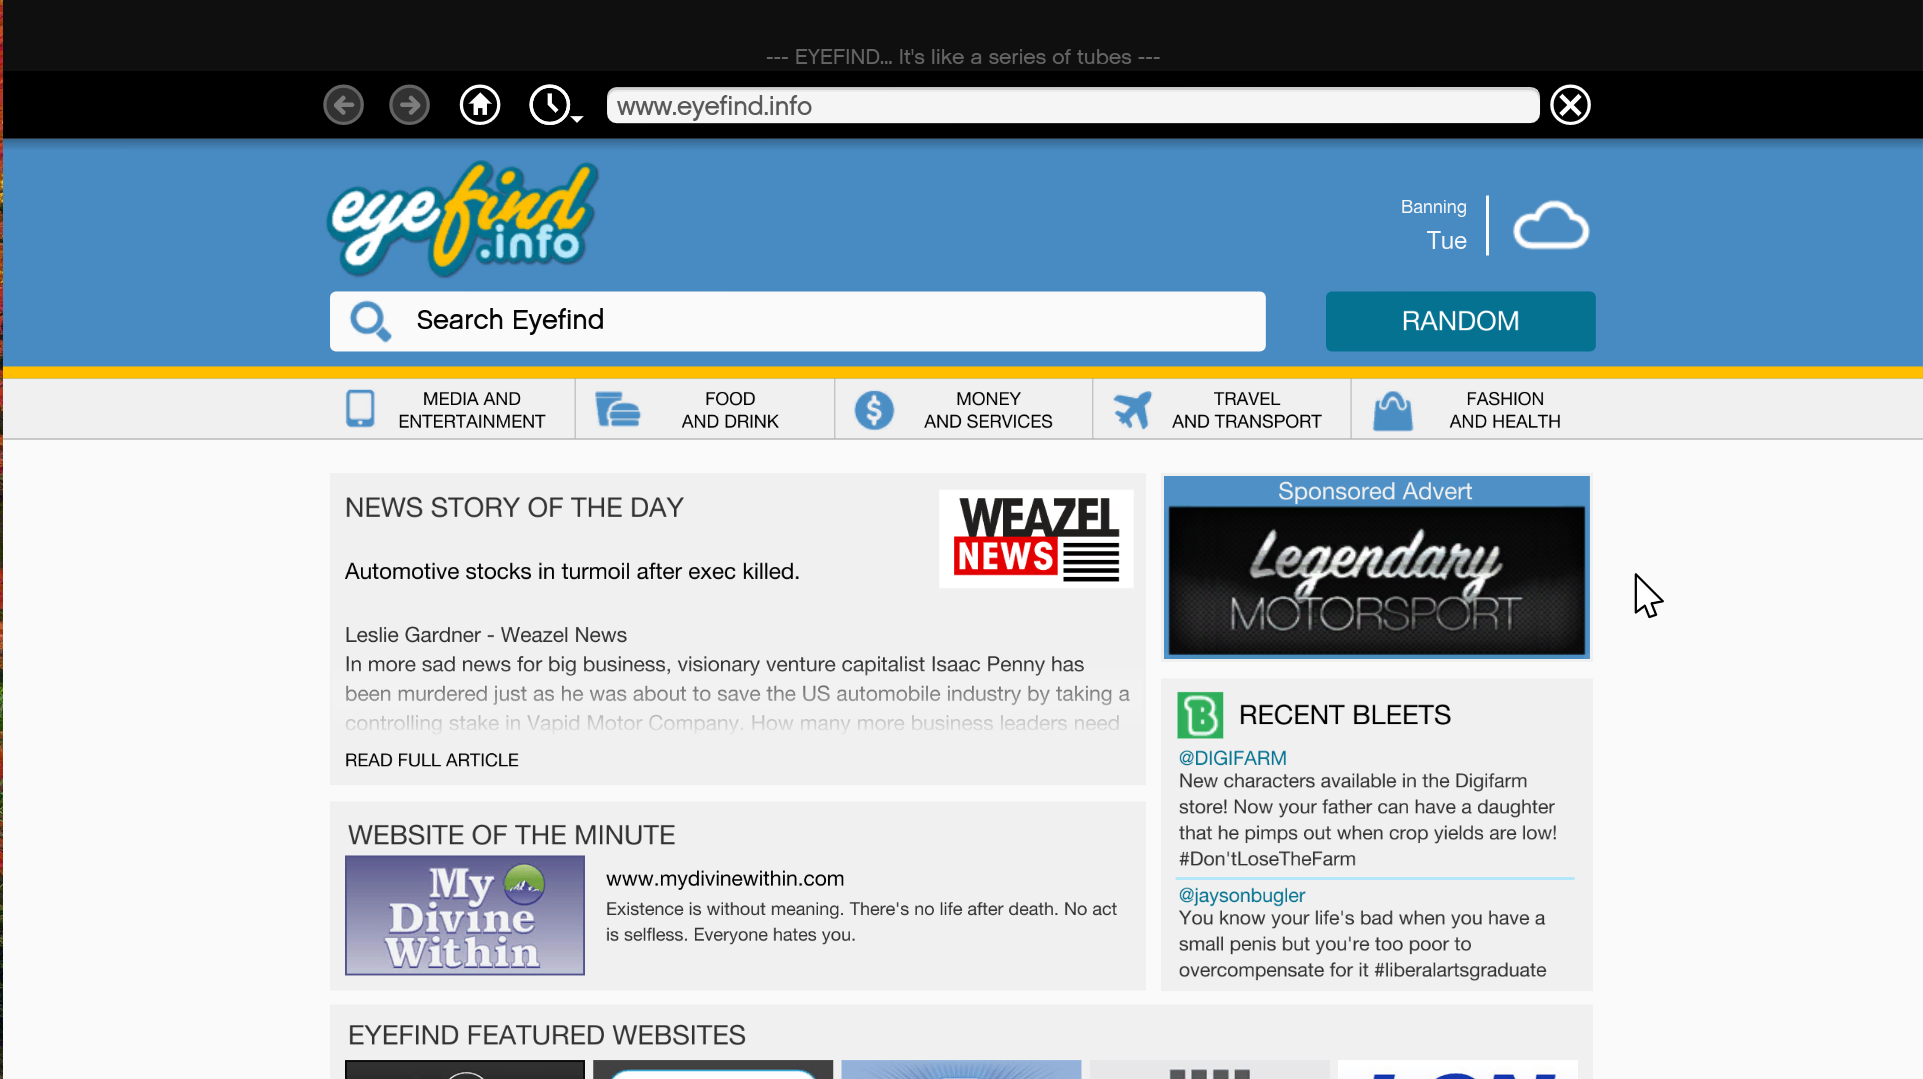 --- EYEFIND... It's like a series of tubes ---
www.eyefind.info
eyefind
.info
Banning
Tue
Search Eyefind
RANDOM
MEDIA AND
ENTERTAINMENT
FOOD
AND DRINK
MONEY
AND SERVICES
TRAVEL
AND TRANSPORT
FASHION
AND HEALTH
NEWS STORY OF THE DAY
WEAZEL
NEWS
Automotive stocks in turmoil after exec killed.
Leslie Gardner - Weazel News
In more sad news for big business, visionary venture capitalist Isaac Penny has
been murdered just as he was about to save the US automobile industry by taking a
controlling stake in Vapid Motor Company. How many more business leaders need
READ FULL ARTICLE
Sponsored Advert
Legendary
MOTORSPORT
B
RECENT BLEETS
@DIGIFARM
New characters available in the Digifarm
store! Now your father can have a daughter
that he pimps out when crop yields are low!
#Don'tLoseTheFarm
@jaysonbugler
You know your life's bad when you have a
small penis but you're too poor to
overcompensate for it #liberalartsgraduate
WEBSITE OF THE MINUTE
My
Divine
Within
www.mydivinewithin.com
Existence is without meaning. There's no life after death. No act
is selfless. Everyone hates you.
EYEFIND FEATURED WEBSITES